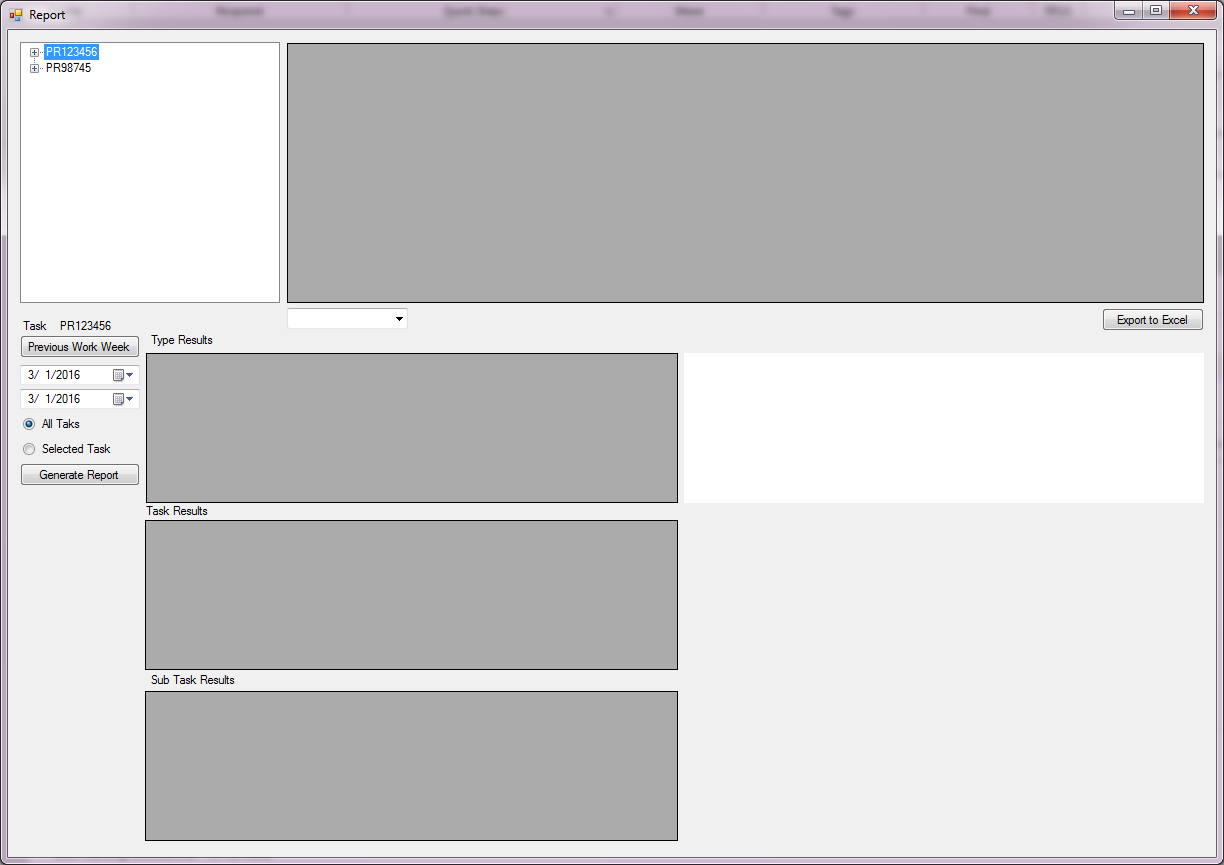 Report
PR123456
PR98745
Task PR123456
Export to Excel
Previous Work Week
Type Results
3/ 1/2016
3/ 1/2016
All Taks
Selected Task
Generate Report
Task Results
Sub Task Results